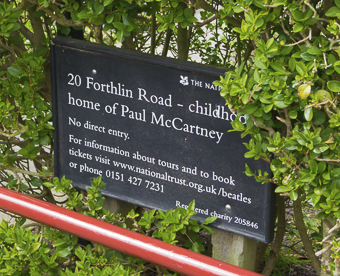 THE NAT
20 Forthlin Road - childhoo
home of Paul McCartney
No direct entry.
For information about tours and to book
tickets visit www.nationaltrust.org.uk/beatles
or phone 0151 427 7231
Registered charity 205846